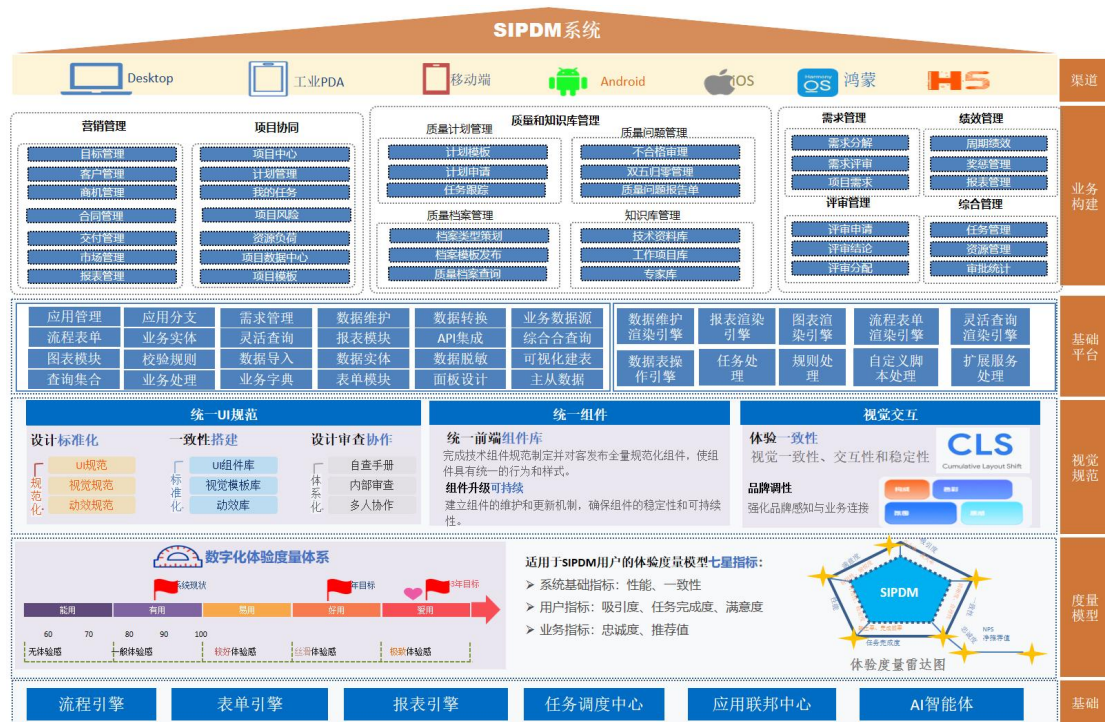 SIPDM系统
Desktop
工业PDA
移动端
Android
IOS
HarmonyOS
鸿蒙
H5
渠道
营销管理
目标管理
客户管理
商机管理
合同管理
交付管理
市场管理
报表管理
项目协同
项目中心
计划管理
我的任务
项目风险
资源负荷
项目数据中心
项目模板
质量和知识库管理
质量计划管理
计划模板
计划申请
任务跟踪
质量问题管理
不合格审理
双五归零管理
质量问题报告单
质量档案管理
档案类型策划
档案模板发布
质量档案查询
知识库管理
技术资料库
工作项目库
专家库
需求管理
需求分解
需求评审
项目需求
绩效管理
周期绩效
奖惩管理
报表管理
评审管理
评审申请
评审结论
评审分配
综合管理
任务管理
资源管理
审批统计
业务
构建
应用管理 应用分支 需求管理 数据维护 数据转换 业务数据源
流程表单 业务实体 灵活查询 报表模块 API集成 综合合查询
图表模块 校验规则 数据导入 数据实体 数据脱敏 可视化建表
查询集合 业务处理 业务字典 表单模块 面板设计 主从数据
数据维护
渲染引擎
报表渲染
引擎
图表渲
染引擎
流程表单
渲染引擎
灵活查询
渲染引擎
数据表操
作引擎
任务处
理
规则处
理
自定义脚
本处理
扩展服务
处理
基础
平台
统一UI规范
设计标准化
规范化
UI规范
视觉规范
动效规范
一致性搭建
标准化
UI组件库
视觉模板库
动效库
设计审查协作
体系化
自查手册
内部审查
多人协作
统一组件
统一前端组件库
完成技术组件规范制定并对客发布全量规范化组件，使组
件具有统一的行为和样式。
组件升级可持续
建立组件的维护和更新机制，确保组件的稳定性和可持续
性。
视觉交互
体验一致性
视觉一致性、交互性和稳定性
CLS
Cumulative Layout Shift
品牌调性
强化品牌感知与业务连接
视觉
规范
数字化体验度量体系
系统现状
年目标
3年目标
能用 有用 易用 好用 爱用
60 70 80 90 100
无体验感 一般体验感 较好体验感 丝滑体验感 极致体验感
适用于SIPDM用户的体验度量模型七星指标：
系统基础指标：性能、一致性
用户指标：吸引度、任务完成度、满意度
业务指标：忠诚度、推荐值
SIPDM
吸引度
满意度
性能
一致性
忠诚度
任务完成度
NPS
净推荐值
体验度量雷达图
度量
模型
流程引擎
表单引擎
报表引擎
任务调度中心
应用联邦中心
AI智能体
基础